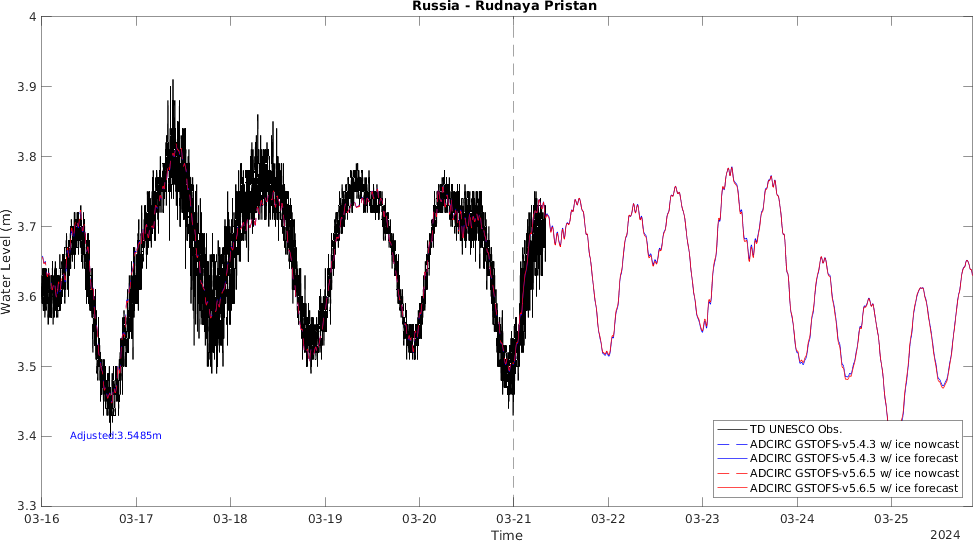 Russia - Rudnaya Pristan
4
3.9
3.8
3.7
3.6
3.5
3.4
3.3
Water Level (m)
Adjusted:3.5485m
TD UNESCO Obs.
ADCIRC GSTOFS-v5.4.3 w/ ice nowcast
ADCIRC GSTOFS-v5.4.3 w/ ice forecast
ADCIRC GSTOFS-v5.6.5 w/ ice nowcast
ADCIRC GSTOFS-v5.6.5 w/ ice forecast
03-16 03-17 03-18 03-19 03-20 03-21 03-22 03-23 03-24 03-25
Time
2024